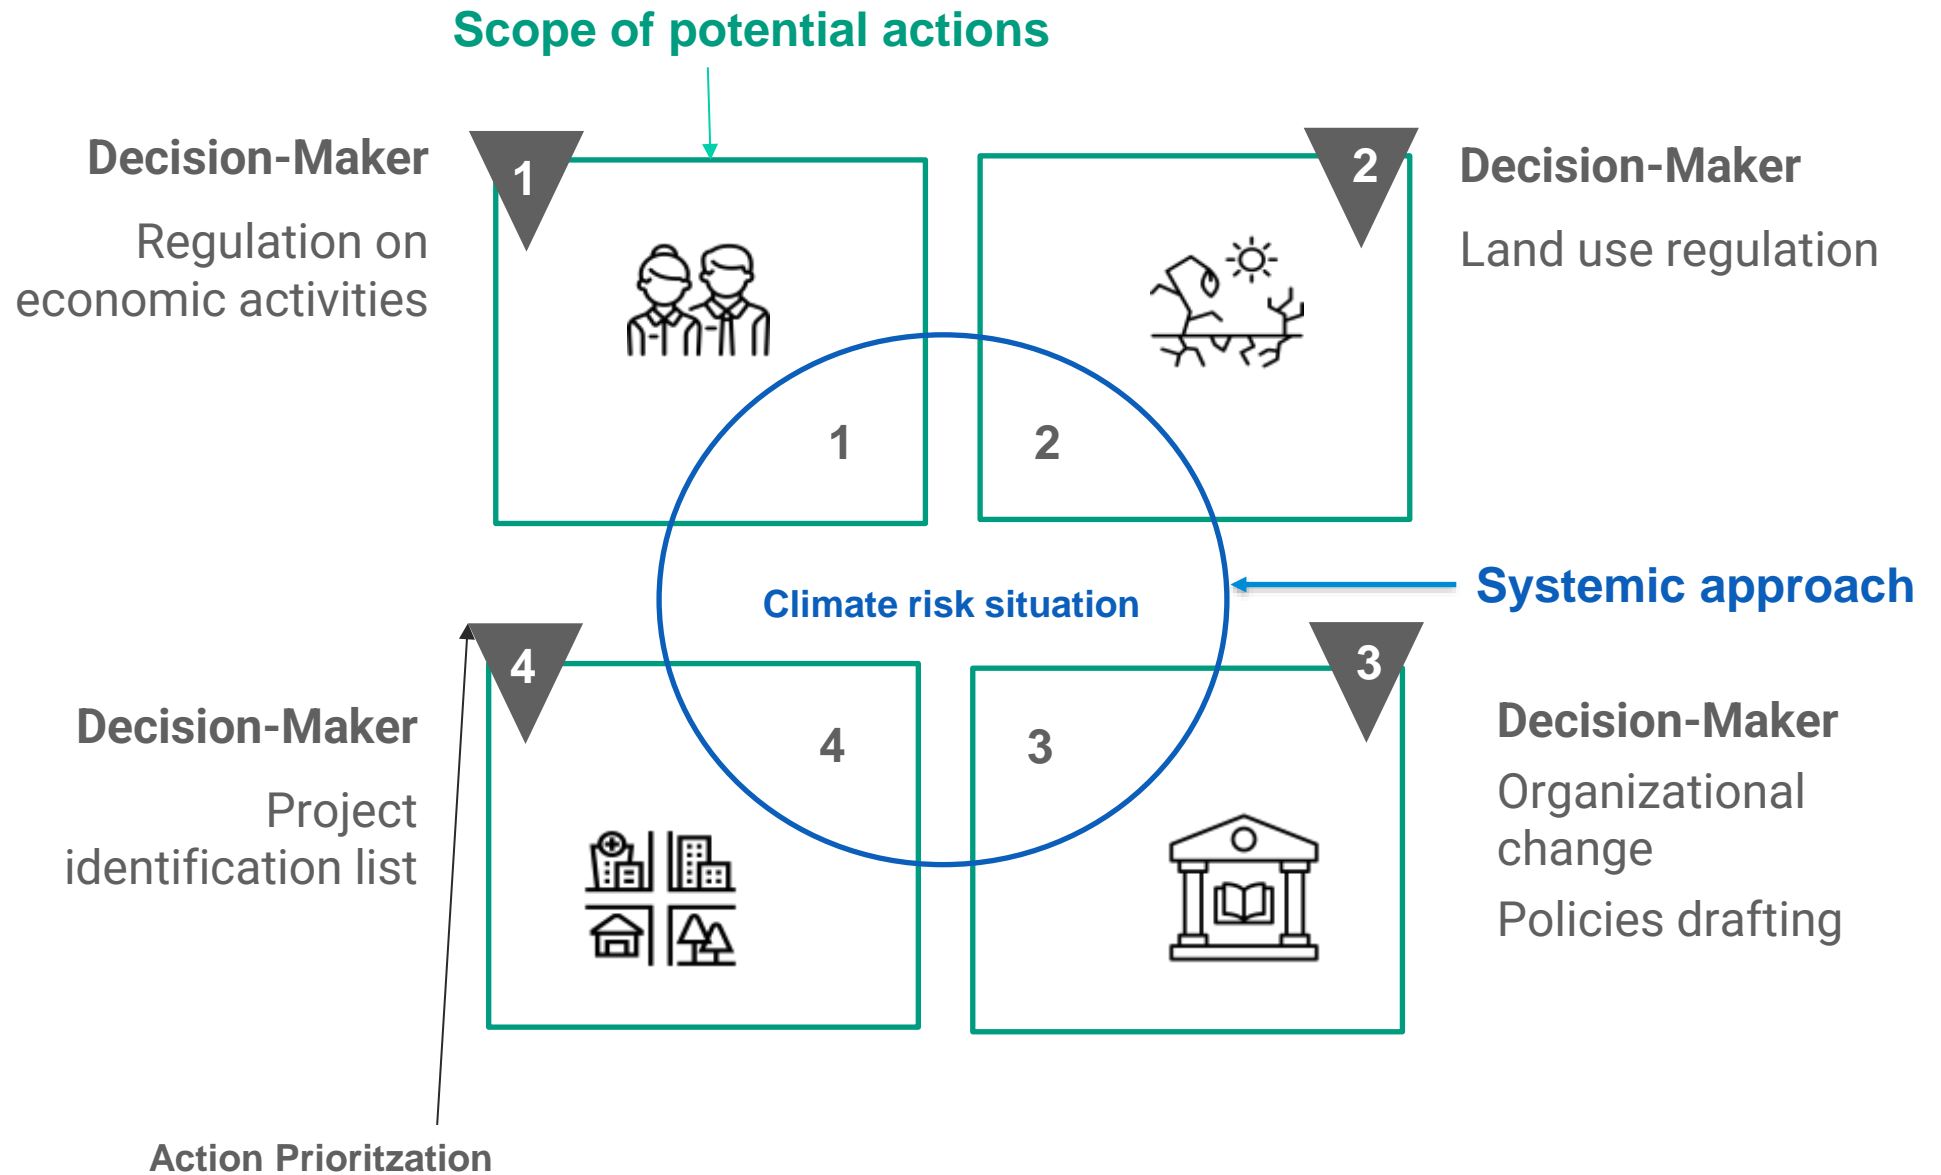 Scope of potential actions
Decision-Maker
Regulation on
economic activities
1
2
Decision-Maker
Land use regulation
1
2
Climate risk situation
Systemic approach
4
Decision-Maker
Project
identification list
3
Decision-Maker
Organizational
change
Policies drafting
4
3
Action Prioritzation